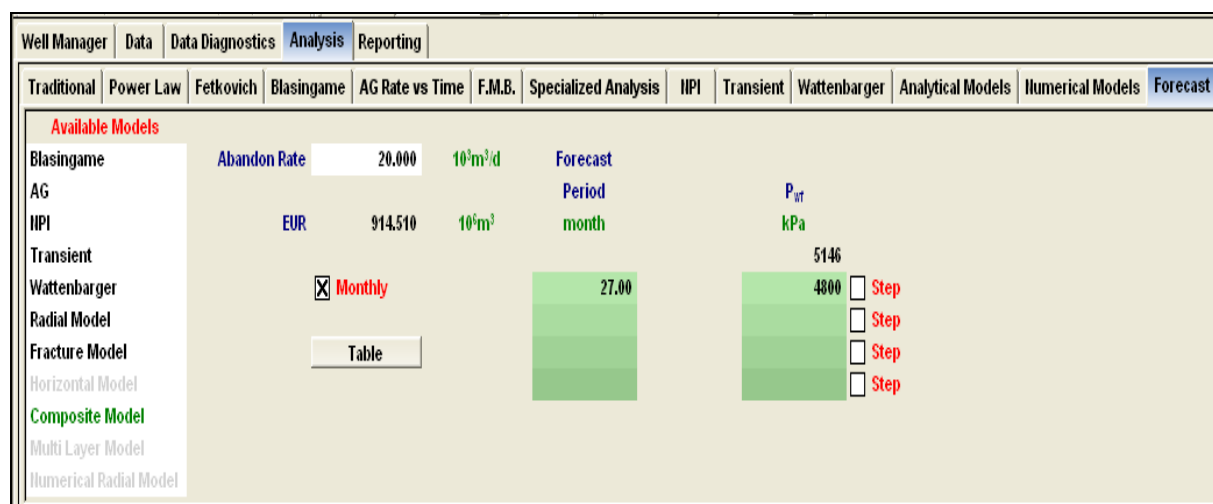 Well Manager Data Data Diagnostics Analysis Reporting
Traditional Power Law Fetkovich Blasingame AG Rate vs Time F.M.B. Specialized Analysis NPI Transient Wattenbarger Analytical Models Numerical Models Forecast
Available Models
Blasingame Abandon Rate 20.000 10³m³/d Forecast
AG Period Pwf
NPI EUR 914.510 10⁶m³ month kPa
Transient 5146
Wattenbarger X Monthly 27.00 4800 Step
Radial Model Step
Fracture Model Table Step
Horizontal Model Step
Composite Model
Multi Layer Model
Numerical Radial Model